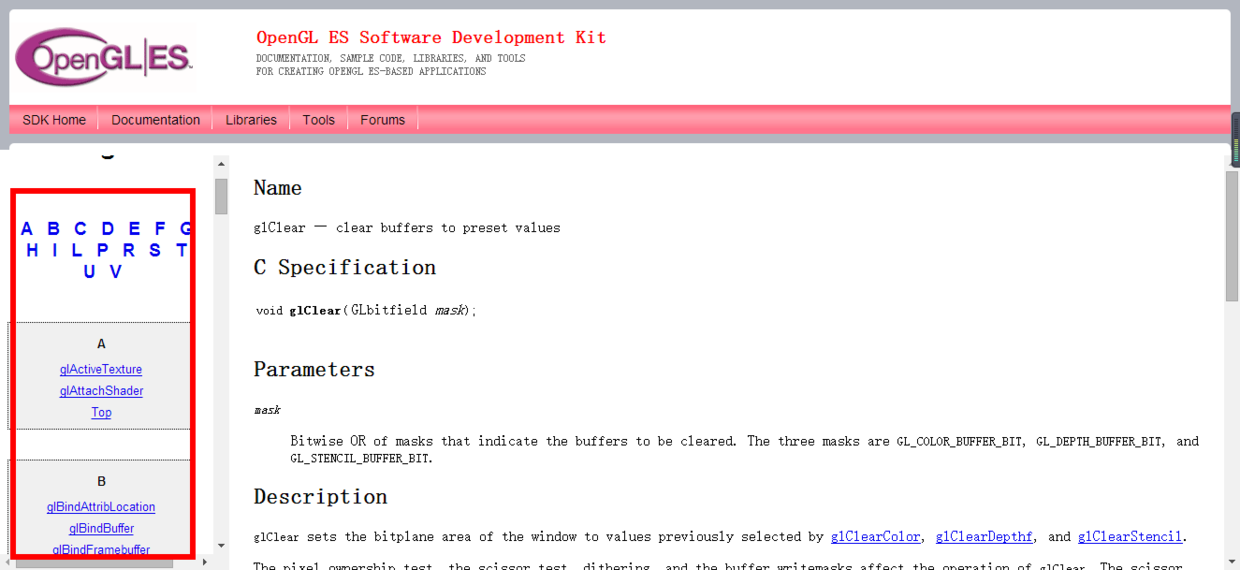 OpenGL|ES
OpenGL ES Software Development Kit
DOCUMENTATION, SAMPLE CODE, LIBRARIES, AND TOOLS
FOR CREATING OPENGL ES-BASED APPLICATIONS
SDK Home
Documentation
Libraries
Tools
Forums
A B C D E F G
H I L P R S T
U V
A
glActiveTexture
glAttachShader
Top
B
glBindAttribLocation
glBindBuffer
glBindFramebuffer
Name
glClear — clear buffers to preset values
C Specification
void glClear(GLbitfield mask);
Parameters
mask
Bitwise OR of masks that indicate the buffers to be cleared. The three masks are GL_COLOR_BUFFER_BIT, GL_DEPTH_BUFFER_BIT, and
GL_STENCIL_BUFFER_BIT.
Description
glClear sets the bitplane area of the window to values previously selected by glClearColor, glClearDepthf, and glClearStencil.
The pixel ownership test, the scissor test, dithering, and the buffer writemasks affect the operation of glClear. The scissor